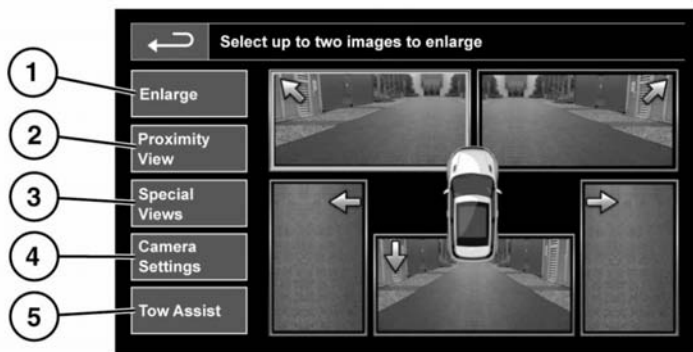 Select up to two images to enlarge
1
Enlarge
2
Proximity
View
3
Special
Views
4
Camera
Settings
5
Tow Assist